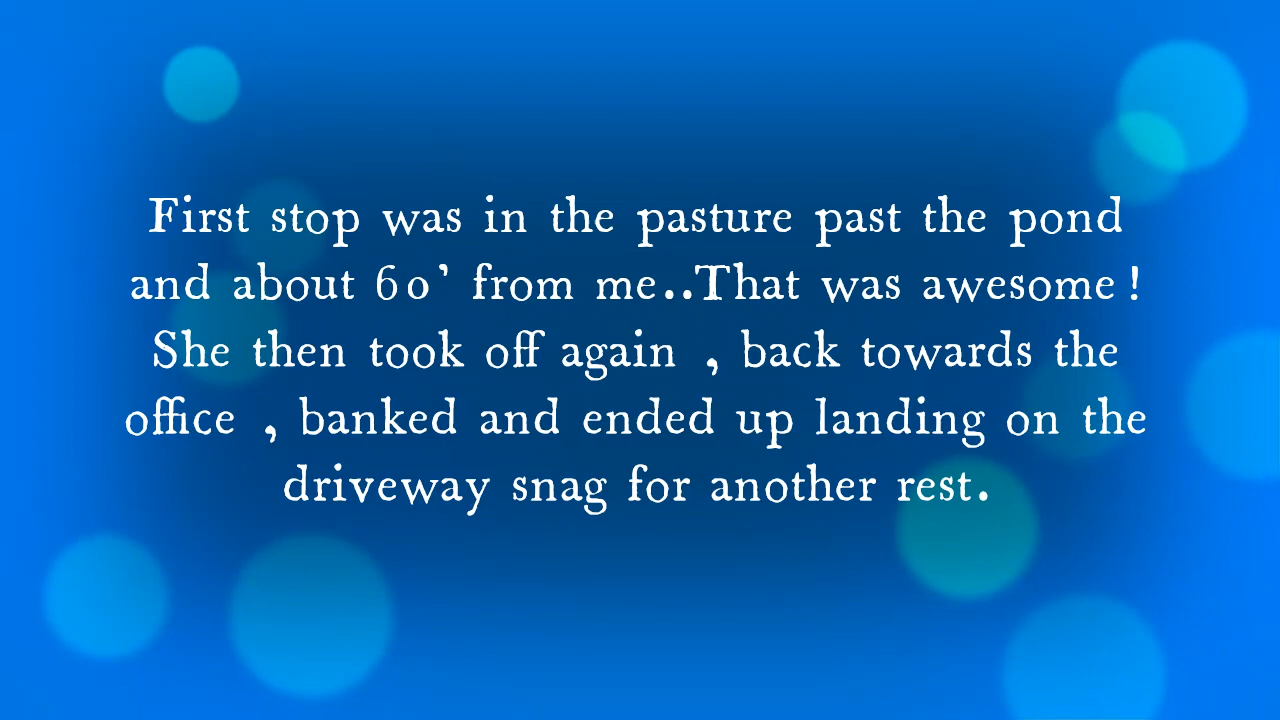 First stop was in the pasture past the pond
and about 60' from me..That was awesome !
She then took off again , back towards the
office , banked and ended up landing on the
driveway snag for another rest.